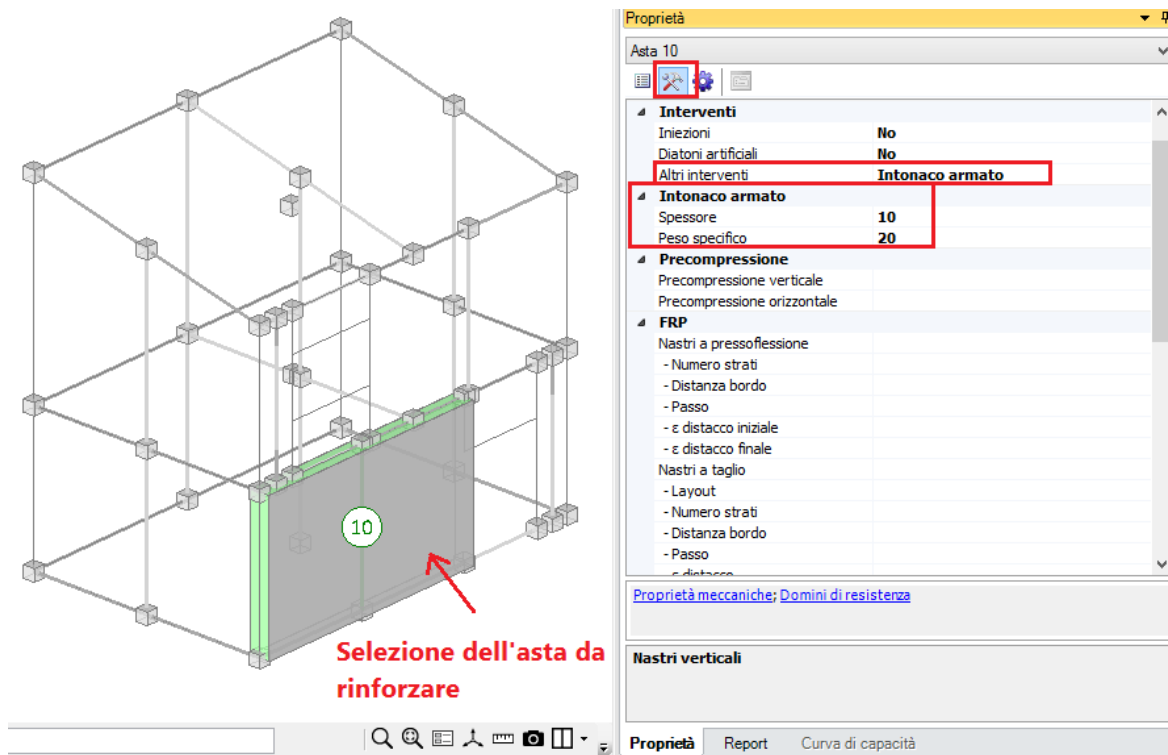 Proprietà
Asta 10
Interventi
Iniezioni No
Diatoni artificiali No
Altri interventi Intonaco armato
Intonaco armato
Spessore 10
Peso specifico 20
Precompressione
Precompressione verticale
Precompressione orizzontale
FRP
Nastri a pressoflessione
- Numero strati
- Distanza bordo
- Passo
- ε distacco iniziale
- ε distacco finale
Nastri a taglio
- Layout
- Numero strati
- Distanza bordo
- Passo
- ε distacco
Proprietà meccaniche; Domini di resistenza
Nastri verticali
Proprietà Report Curva di capacità
10
Selezione dell'asta da
rinforzare